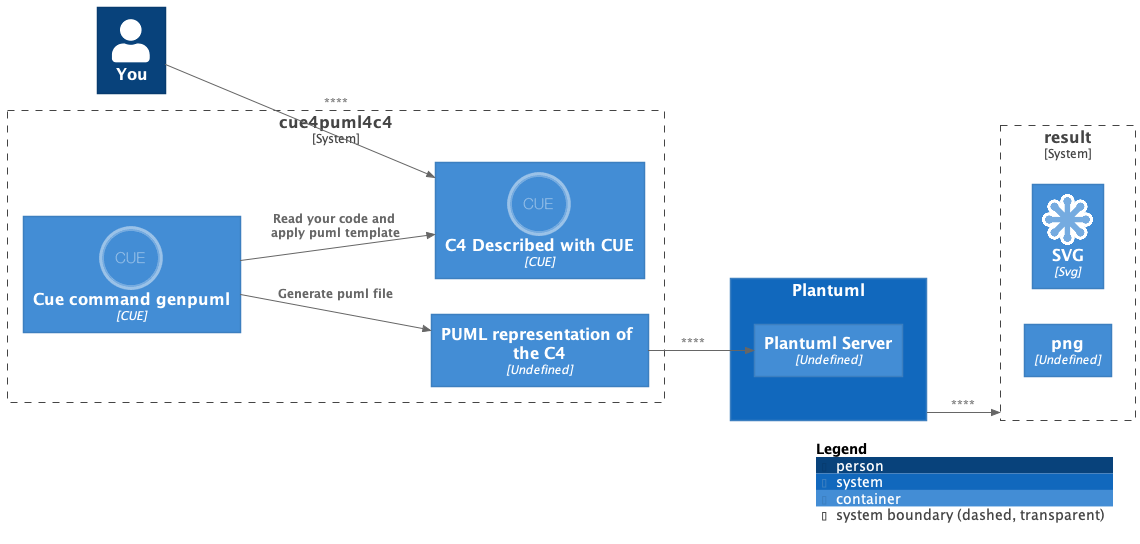 You
****
cue4puml4c4
[System]
CUE
C4 Described with CUE
[CUE]
Read your code and
apply puml template
CUE
Cue command genpuml
[CUE]
Generate puml file
PUML representation of
the C4
[Undefined]
****
Plantuml
Plantuml Server
[Undefined]
****
result
[System]
SVG
[Svg]
png
[Undefined]
Legend
person
system
container
system boundary (dashed, transparent)